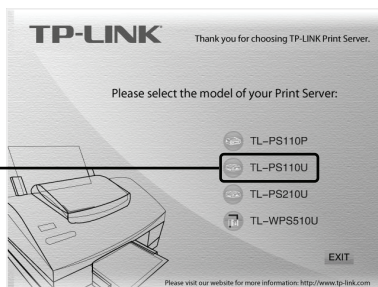 TP-LINK®
Thank you for choosing TP-LINK Print Server.
Please select the model of your Print Server:
TL-PS110P
TL-PS110U
TL-PS210U
TL-WPS510U
EXIT
Please visit our website for more information: http://www.tp-link.com